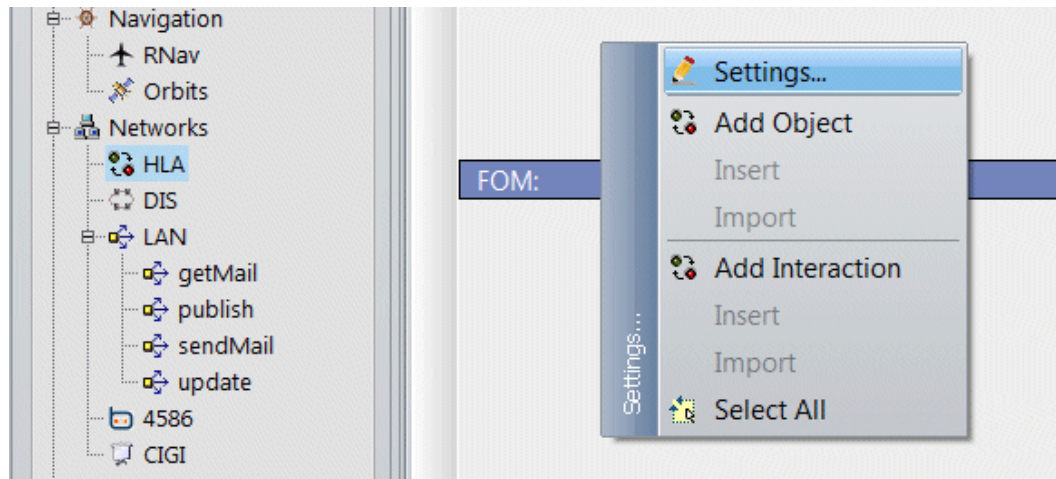 Navigation
RNav
Orbits
Networks
HLA
DIS
LAN
getMail
publish
sendMail
update
4586
CIGI
FOM:
Settings...
Settings...
Add Object
Insert
Import
Add Interaction
Insert
Import
Select All